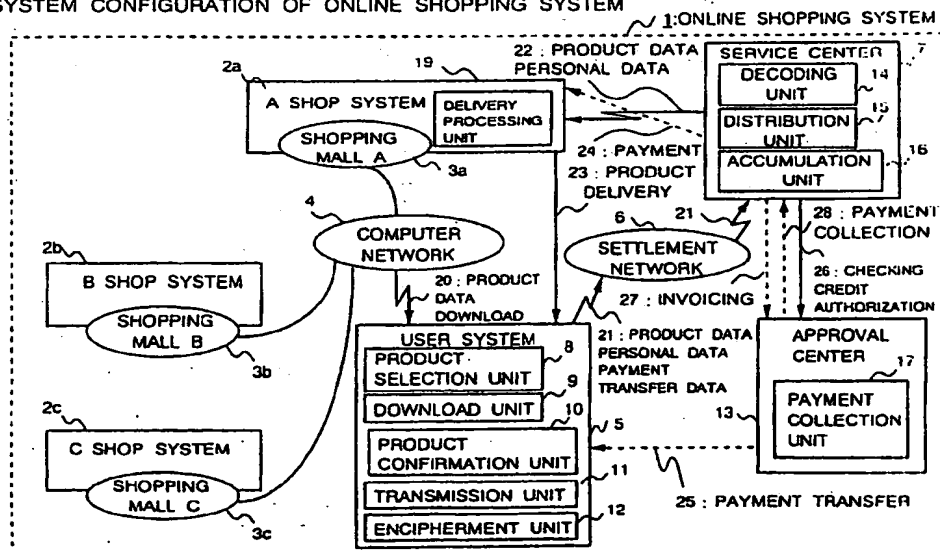 SYSTEM CONFIGURATION OF ONLINE SHOPPING SYSTEM
1:ONLINE SHOPPING SYSTEM
2a
19
A SHOP SYSTEM
DELIVERY
PROCESSING
UNIT
SHOPPING
MALL A
3a
22 : PRODUCT DATA
PERSONAL DATA
24 : PAYMENT
23 : PRODUCT
DELIVERY
SERVICE CENTER
7
DECODING
UNIT
14
DISTRIBUTION
UNIT
15
ACCUMULATION
UNIT
16
4
COMPUTER
NETWORK
6
21
SETTLEMENT
NETWORK
28 : PAYMENT
COLLECTION
26 : CHECKING
CREDIT
AUTHORIZATION
2b
B SHOP SYSTEM
SHOPPING
MALL B
3b
20 : PRODUCT
DATA
DOWNLOAD
27 : INVOICING
21 : PRODUCT DATA
PERSONAL DATA
PAYMENT
TRANSFER DATA
2c
C SHOP SYSTEM
SHOPPING
MALL C
3c
USER SYSTEM
PRODUCT
SELECTION UNIT
8
DOWNLOAD UNIT
9
PRODUCT
CONFIRMATION UNIT
10
5
TRANSMISSION UNIT
11
ENCIPHERMENT UNIT
12
APPROVAL
CENTER
17
PAYMENT
COLLECTION
UNIT
13
25 : PAYMENT TRANSFER